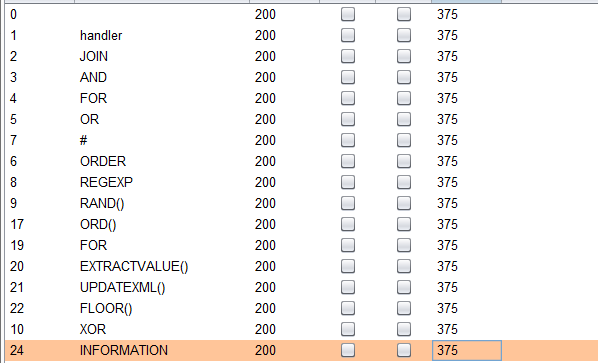 0 200 375
1 handler 200 375
2 JOIN 200 375
3 AND 200 375
4 FOR 200 375
5 OR 200 375
7 # 200 375
6 ORDER 200 375
8 REGEXP 200 375
9 RAND() 200 375
17 ORD() 200 375
19 FOR 200 375
20 EXTRACTVALUE() 200 375
21 UPDATEXML() 200 375
22 FLOOR() 200 375
10 XOR 200 375
24 INFORMATION 200 375